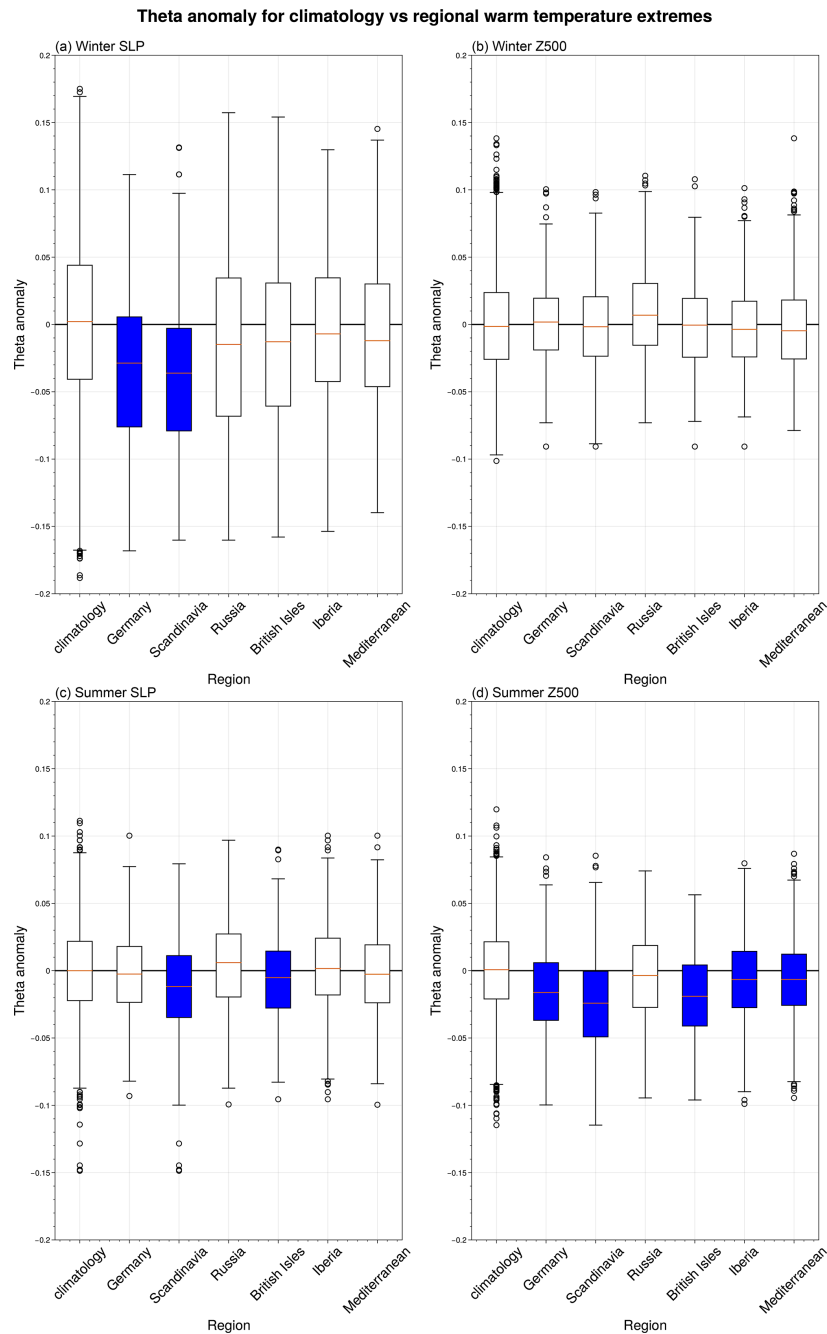 Theta anomaly for climatology vs regional warm temperature extremes
(a) Winter SLP
0.2
0.15
0.1
0.05
0
−0.05
−0.1
−0.15
−0.2
Theta anomaly
climatology
Germany
Scandinavia
Russia
British Isles
Iberia
Mediterranean
Region
(b) Winter Z500
0.2
0.15
0.1
0.05
0
−0.05
−0.1
−0.15
−0.2
Theta anomaly
climatology
Germany
Scandinavia
Russia
British Isles
Iberia
Mediterranean
Region
(c) Summer SLP
0.2
0.15
0.1
0.05
0
−0.05
−0.1
−0.15
−0.2
Theta anomaly
climatology
Germany
Scandinavia
Russia
British Isles
Iberia
Mediterranean
Region
(d) Summer Z500
0.2
0.15
0.1
0.05
0
−0.05
−0.1
−0.15
−0.2
Theta anomaly
climatology
Germany
Scandinavia
Russia
British Isles
Iberia
Mediterranean
Region